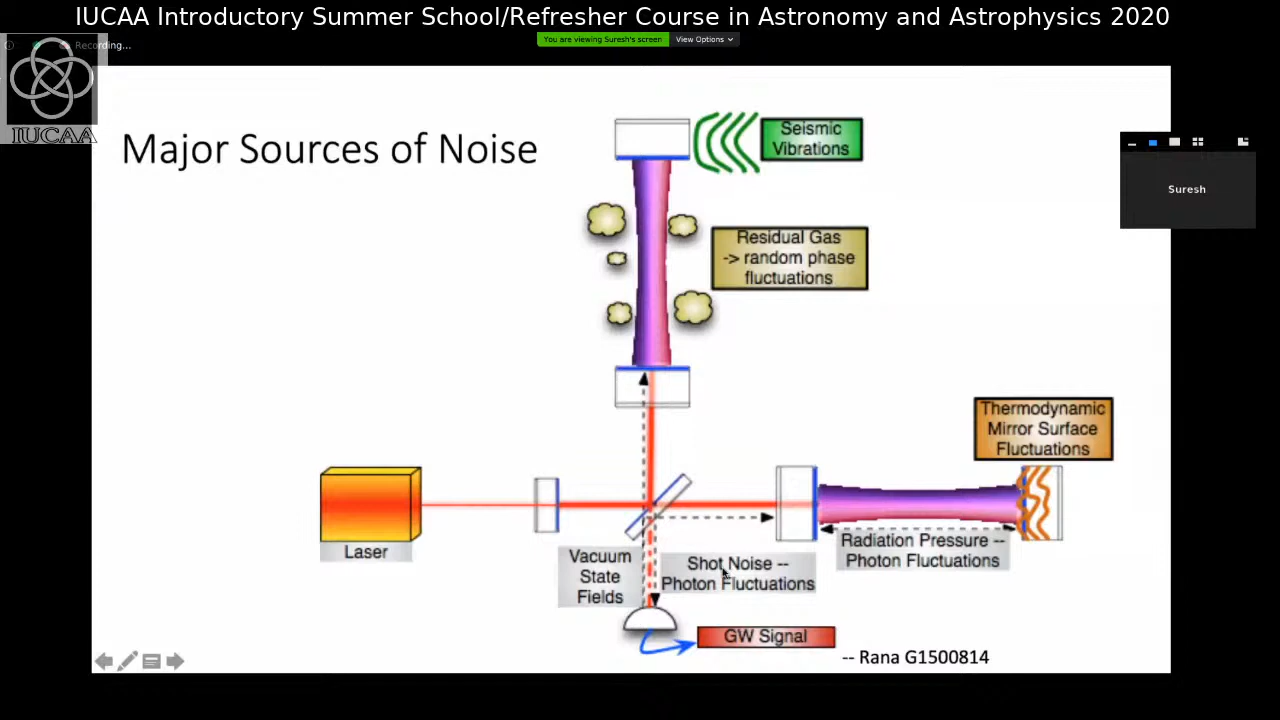 IUCAA Introductory Summer School/Refresher Course in Astronomy and Astrophysics 2020
Recording...
You are viewing Suresh's screen
View Options
IUCAA
Major Sources of Noise
Seismic
Vibrations
Suresh
Residual Gas
-> random phase
fluctuations
Thermodynamic
Mirror Surface
Fluctuations
Laser
Vacuum
State
Fields
Shot Noise --
Photon Fluctuations
Radiation Pressure --
Photon Fluctuations
GW Signal
-- Rana G1500814